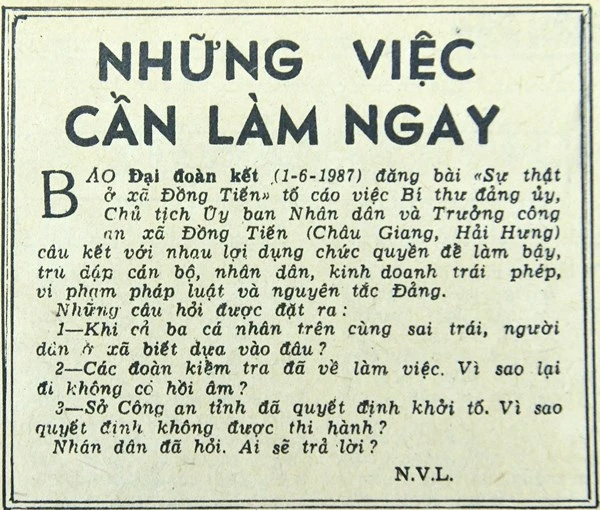 NHỮNG VIỆC
CẦN LÀM NGAY
BÁO Đại đoàn kết (1-6-1987) đăng bài «Sự thật
ở xã Đồng Tiến» tố cáo việc Bí thư đảng ủy,
Chủ tịch Ủy ban Nhân dân và Trưởng công
an xã Đồng Tiến (Châu Giang, Hải Hưng)
câu kết với nhau lợi dụng chức quyền để làm bậy,
trù dập cán bộ, nhân dân, kinh doanh trái phép,
vi phạm pháp luật và nguyên tắc Đảng.
Những câu hỏi được đặt ra :
1—Khi cả ba cá nhân trên cùng sai trái, người
dân ở xã biết dựa vào đâu ?
2—Các đoàn kiểm tra đã về làm việc. Vì sao lại
đi không có hồi âm ?
3—Sở Công an tỉnh đã quyết định khởi tố. Vì sao
quyết định không được thi hành ?
Nhân dân đã hỏi. Ai sẽ trả lời ?
N.V.L.